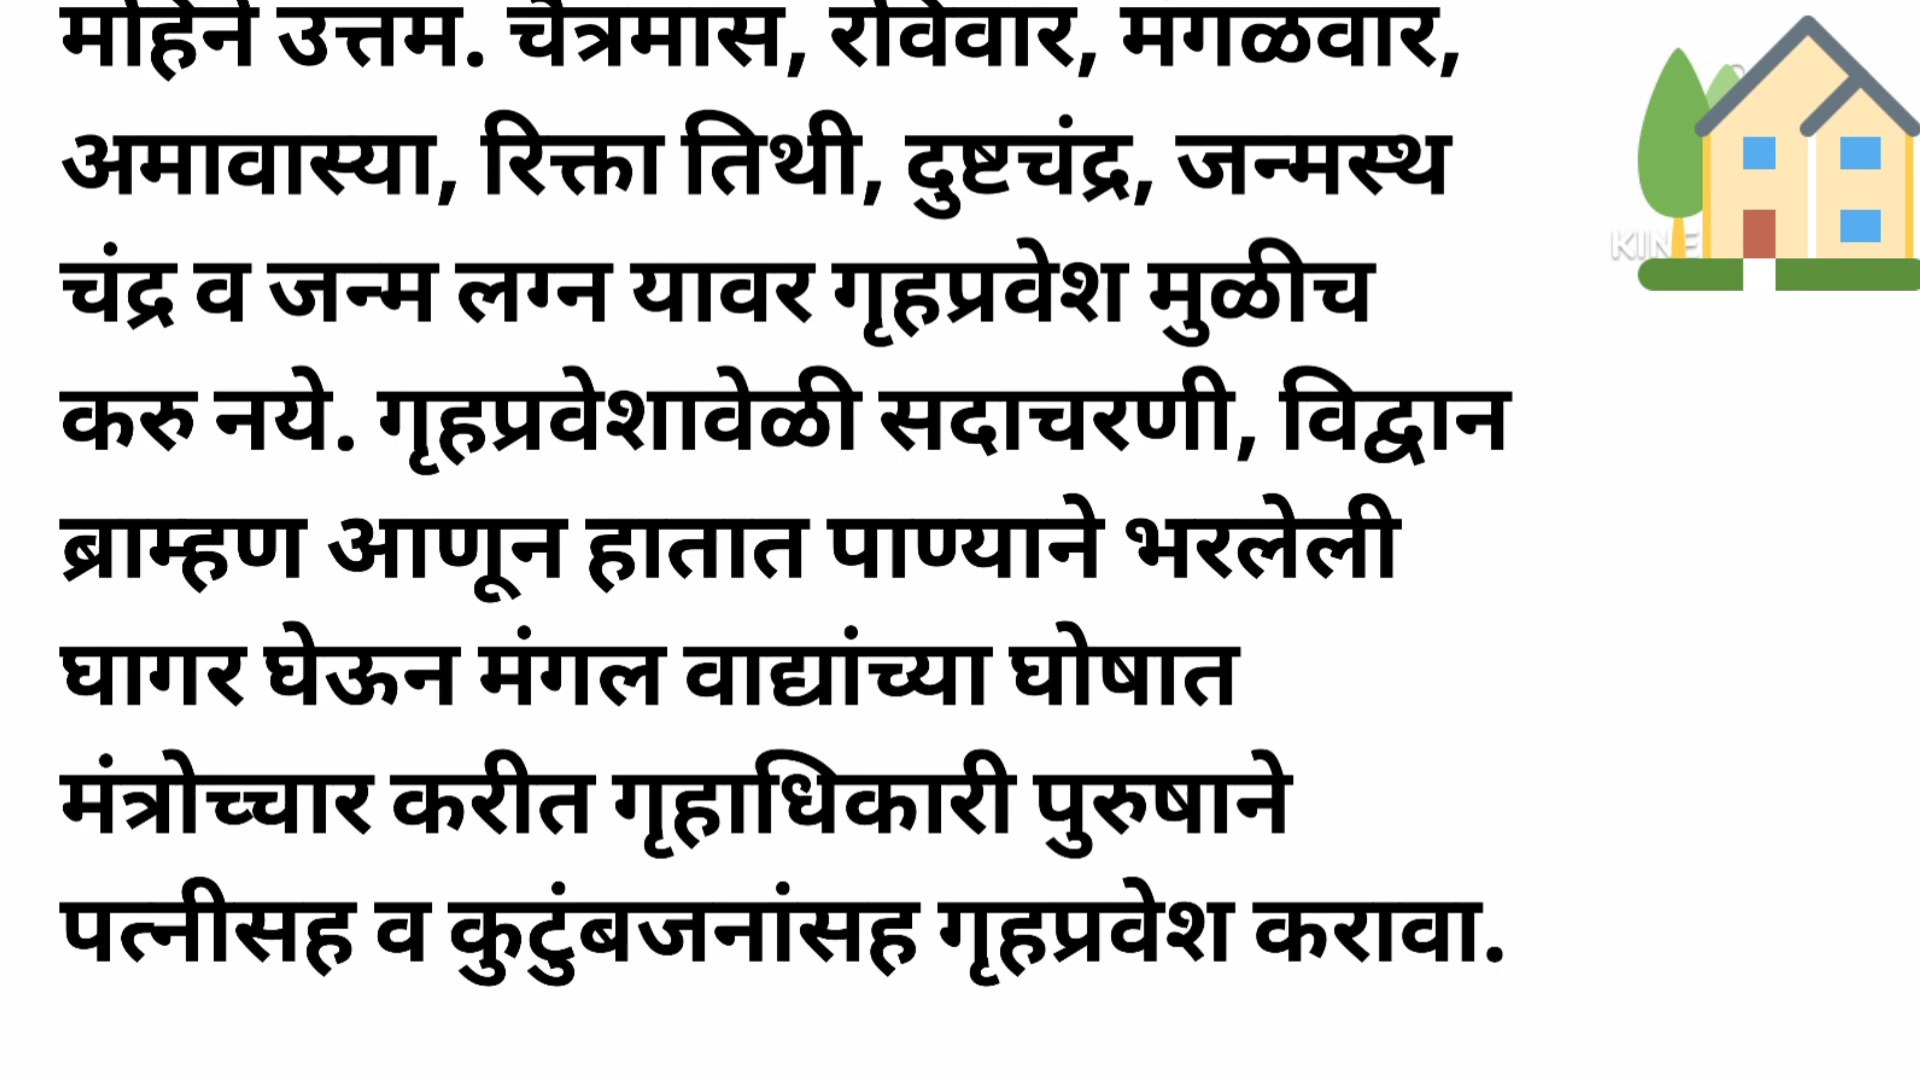 महिने उत्तम. चैत्रमास, रविवार, मंगळवार,
अमावास्या, रिक्ता तिथी, दुष्टचंद्र, जन्मस्थ
चंद्र व जन्म लग्न यावर गृहप्रवेश मुळीच
करु नये. गृहप्रवेशावेळी सदाचरणी, विद्वान
ब्राम्हण आणून हातात पाण्याने भरलेली
घागर घेऊन मंगल वाद्यांच्या घोषात
मंत्रोच्चार करीत गृहाधिकारी पुरुषाने
पत्नीसह व कुटुंबजनांसह गृहप्रवेश करावा.